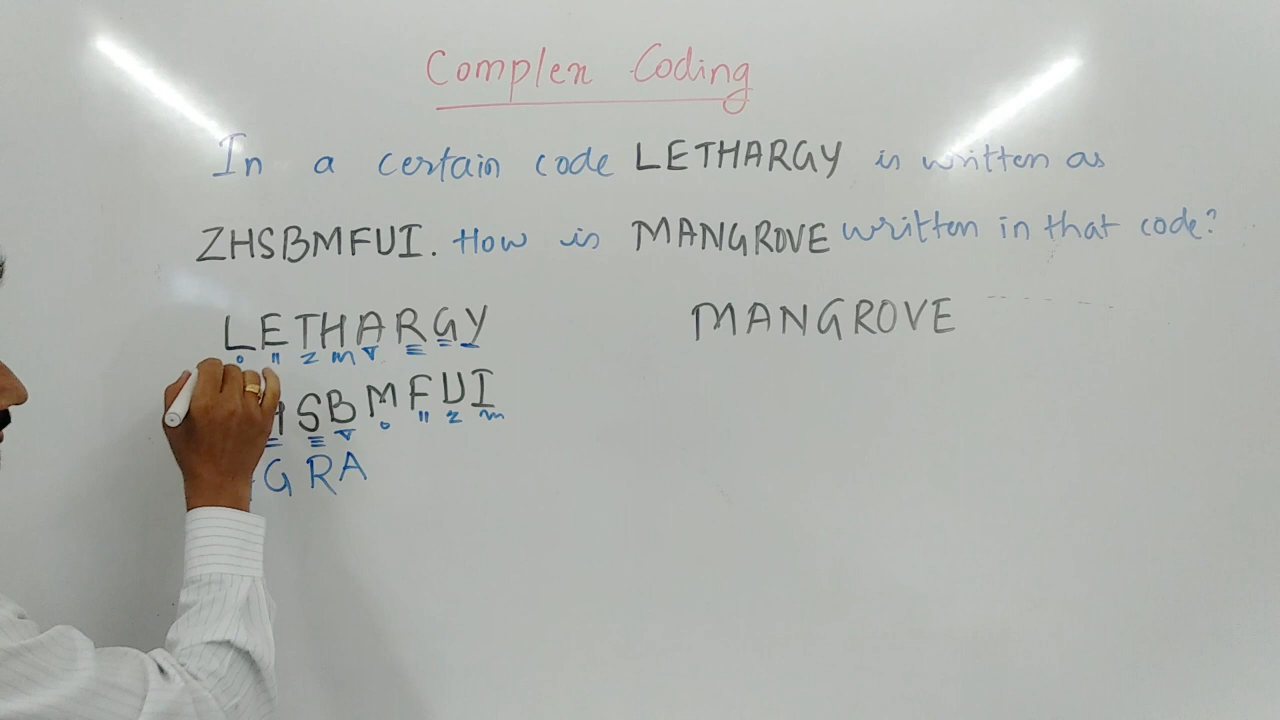 Complex Coding
In a certain code LETHARGY is written as
ZHSBMFUI. How is MANGROVE written in that code?
LETHARGY
MANGROVE
SBMFUI
GRA